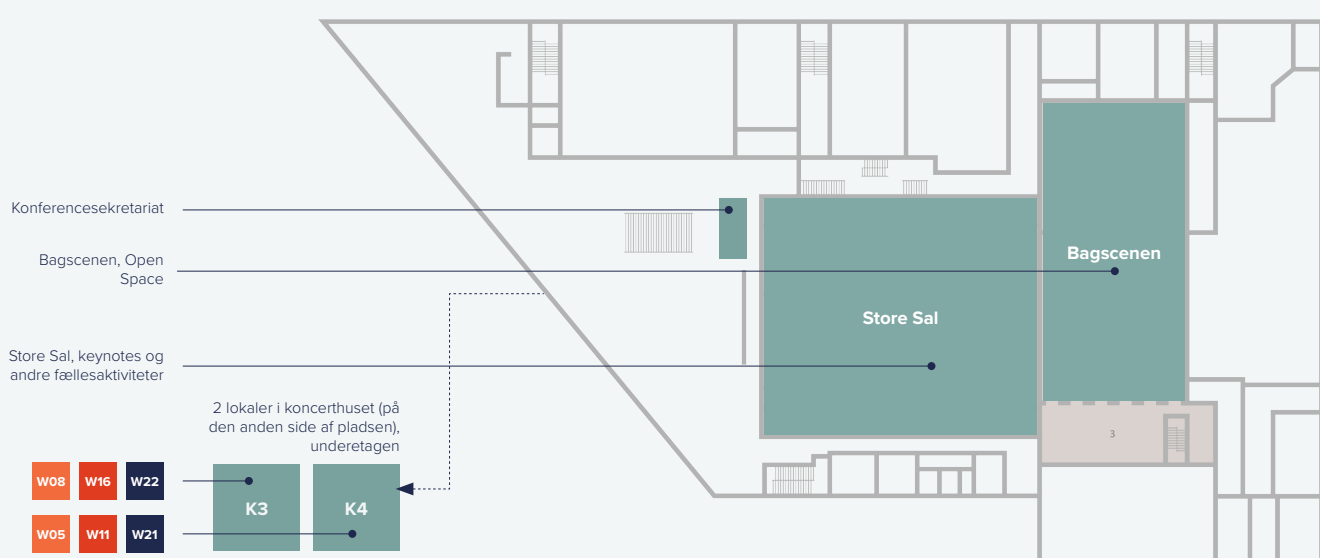 Konferencesekretariat
Bagscenen, Open
Space
Bagscenen
Store Sal
Store Sal, keynotes og
andre fællesaktiviteter
2 lokaler i koncerthuset (på
den anden side af pladsen),
underetagen
3
W08 W16 W22
K3 K4
W05 W11 W21